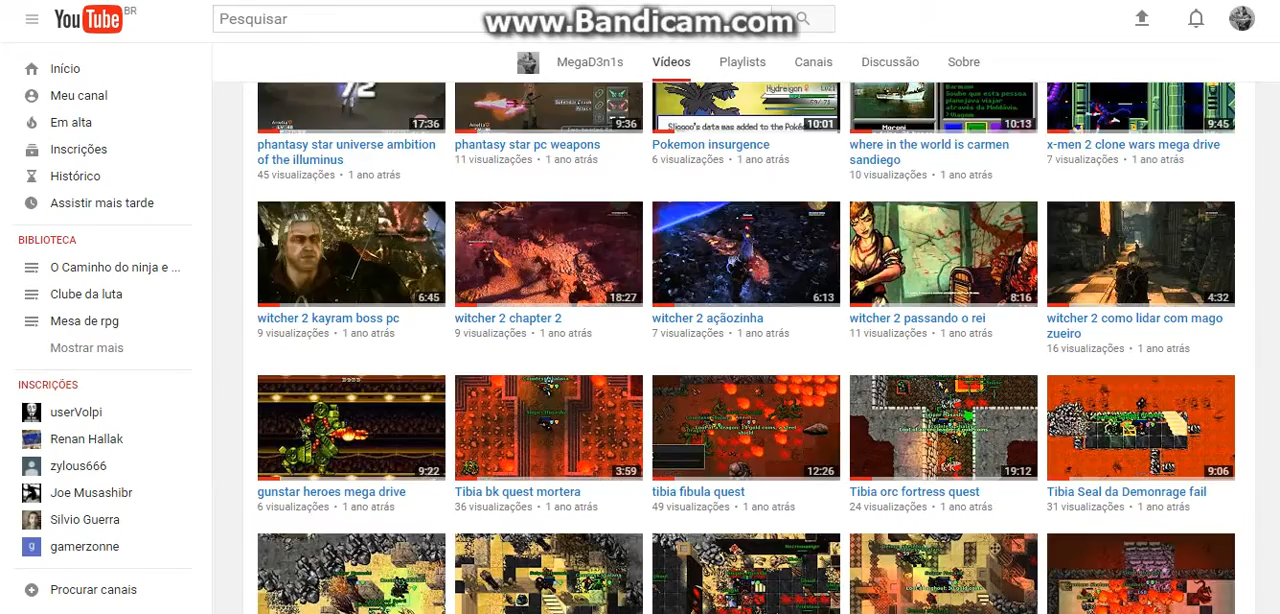 YouTube BR
Pesquisar
www.Bandicam.com
MegaD3n1s Vídeos Playlists Canais Discussão Sobre
Início
Meu canal
Em alta
Inscrições
Histórico
Assistir mais tarde
BIBLIOTECA
O Caminho do ninja e ...
Clube da luta
Mesa de rpg
Mostrar mais
INSCRIÇÕES
userVolpi
Renan Hallak
zylous666
Joe Musashibr
Silvio Guerra
g gamerzonne
Procurar canais
17:36
phantasy star universe ambition
of the illuminus
45 visualizações • 1 ano atrás
9:36
phantasy star pc weapons
11 visualizações • 1 ano atrás
Hydreigon
's data was added to the
10:01
Pokemon insurgence
6 visualizações • 1 ano atrás
10:13
where in the world is carmen
sandiego
10 visualizações • 1 ano atrás
9:45
x-men 2 clone wars mega drive
7 visualizações • 1 ano atrás
6:45
witcher 2 kayram boss pc
9 visualizações • 1 ano atrás
18:27
witcher 2 chapter 2
9 visualizações • 1 ano atrás
6:13
witcher 2 açãozinha
7 visualizações • 1 ano atrás
8:16
witcher 2 passando o rei
11 visualizações • 1 ano atrás
4:32
witcher 2 como lidar com mago
zueiro
16 visualizações • 1 ano atrás
9:22
gunstar heroes mega drive
6 visualizações • 1 ano atrás
3:59
Tibia bk quest mortera
36 visualizações • 1 ano atrás
12:26
tibia fibula quest
49 visualizações • 1 ano atrás
19:12
Tibia orc fortress quest
24 visualizações • 1 ano atrás
9:06
Tibia Seal da Demonrage fail
31 visualizações • 1 ano atrás